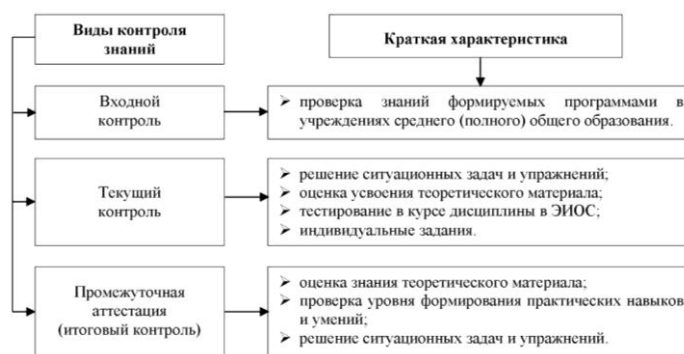 Виды контроля
знаний
Краткая характеристика
Входной
контроль
➢ проверка знаний формируемых программами в
учреждениях среднего (полного) общего образования.
Текущий
контроль
➢ решение ситуационных задач и упражнений;
➢ оценка усвоения теоретического материала;
➢ тестирование в курсе дисциплины в ЭИОС;
➢ индивидуальные задания.
Промежуточная
аттестация
(итоговый контроль)
➢ оценка знания теоретического материала;
➢ проверка уровня формирования практических навыков
и умений;
➢ решение ситуационных задач и упражнений.